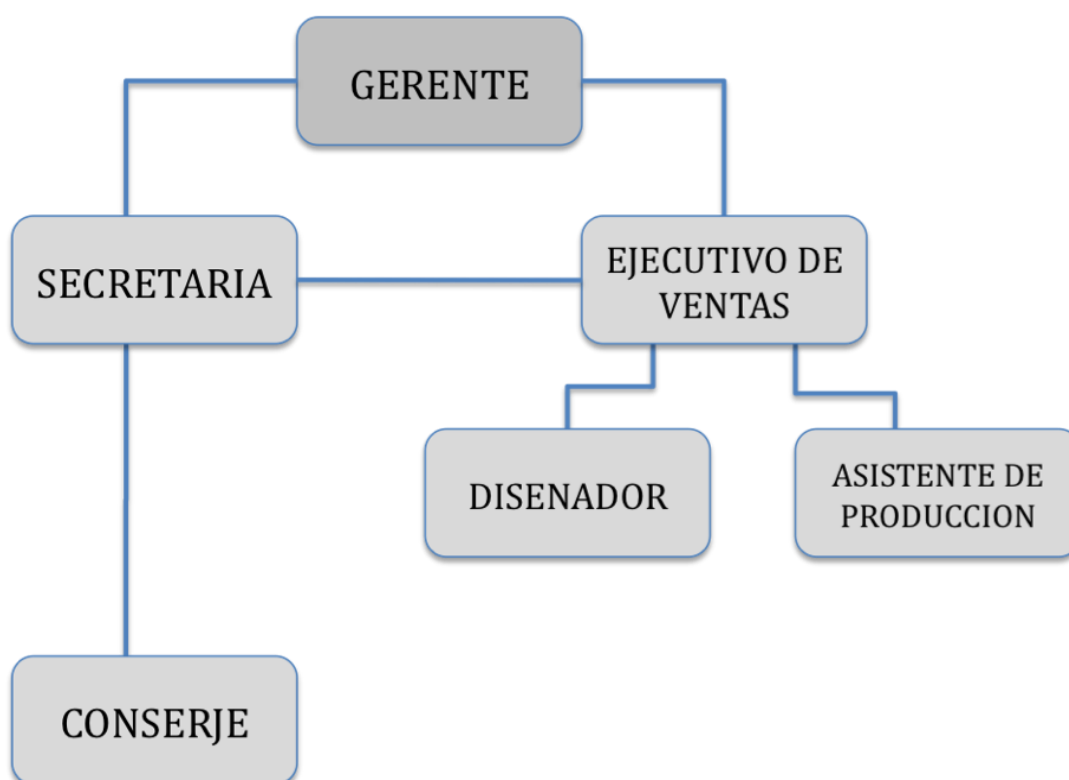 GERENTE
SECRETARIA
EJECUTIVO DE
VENTAS
DISENADOR
ASISTENTE DE
PRODUCCION
CONSERJE